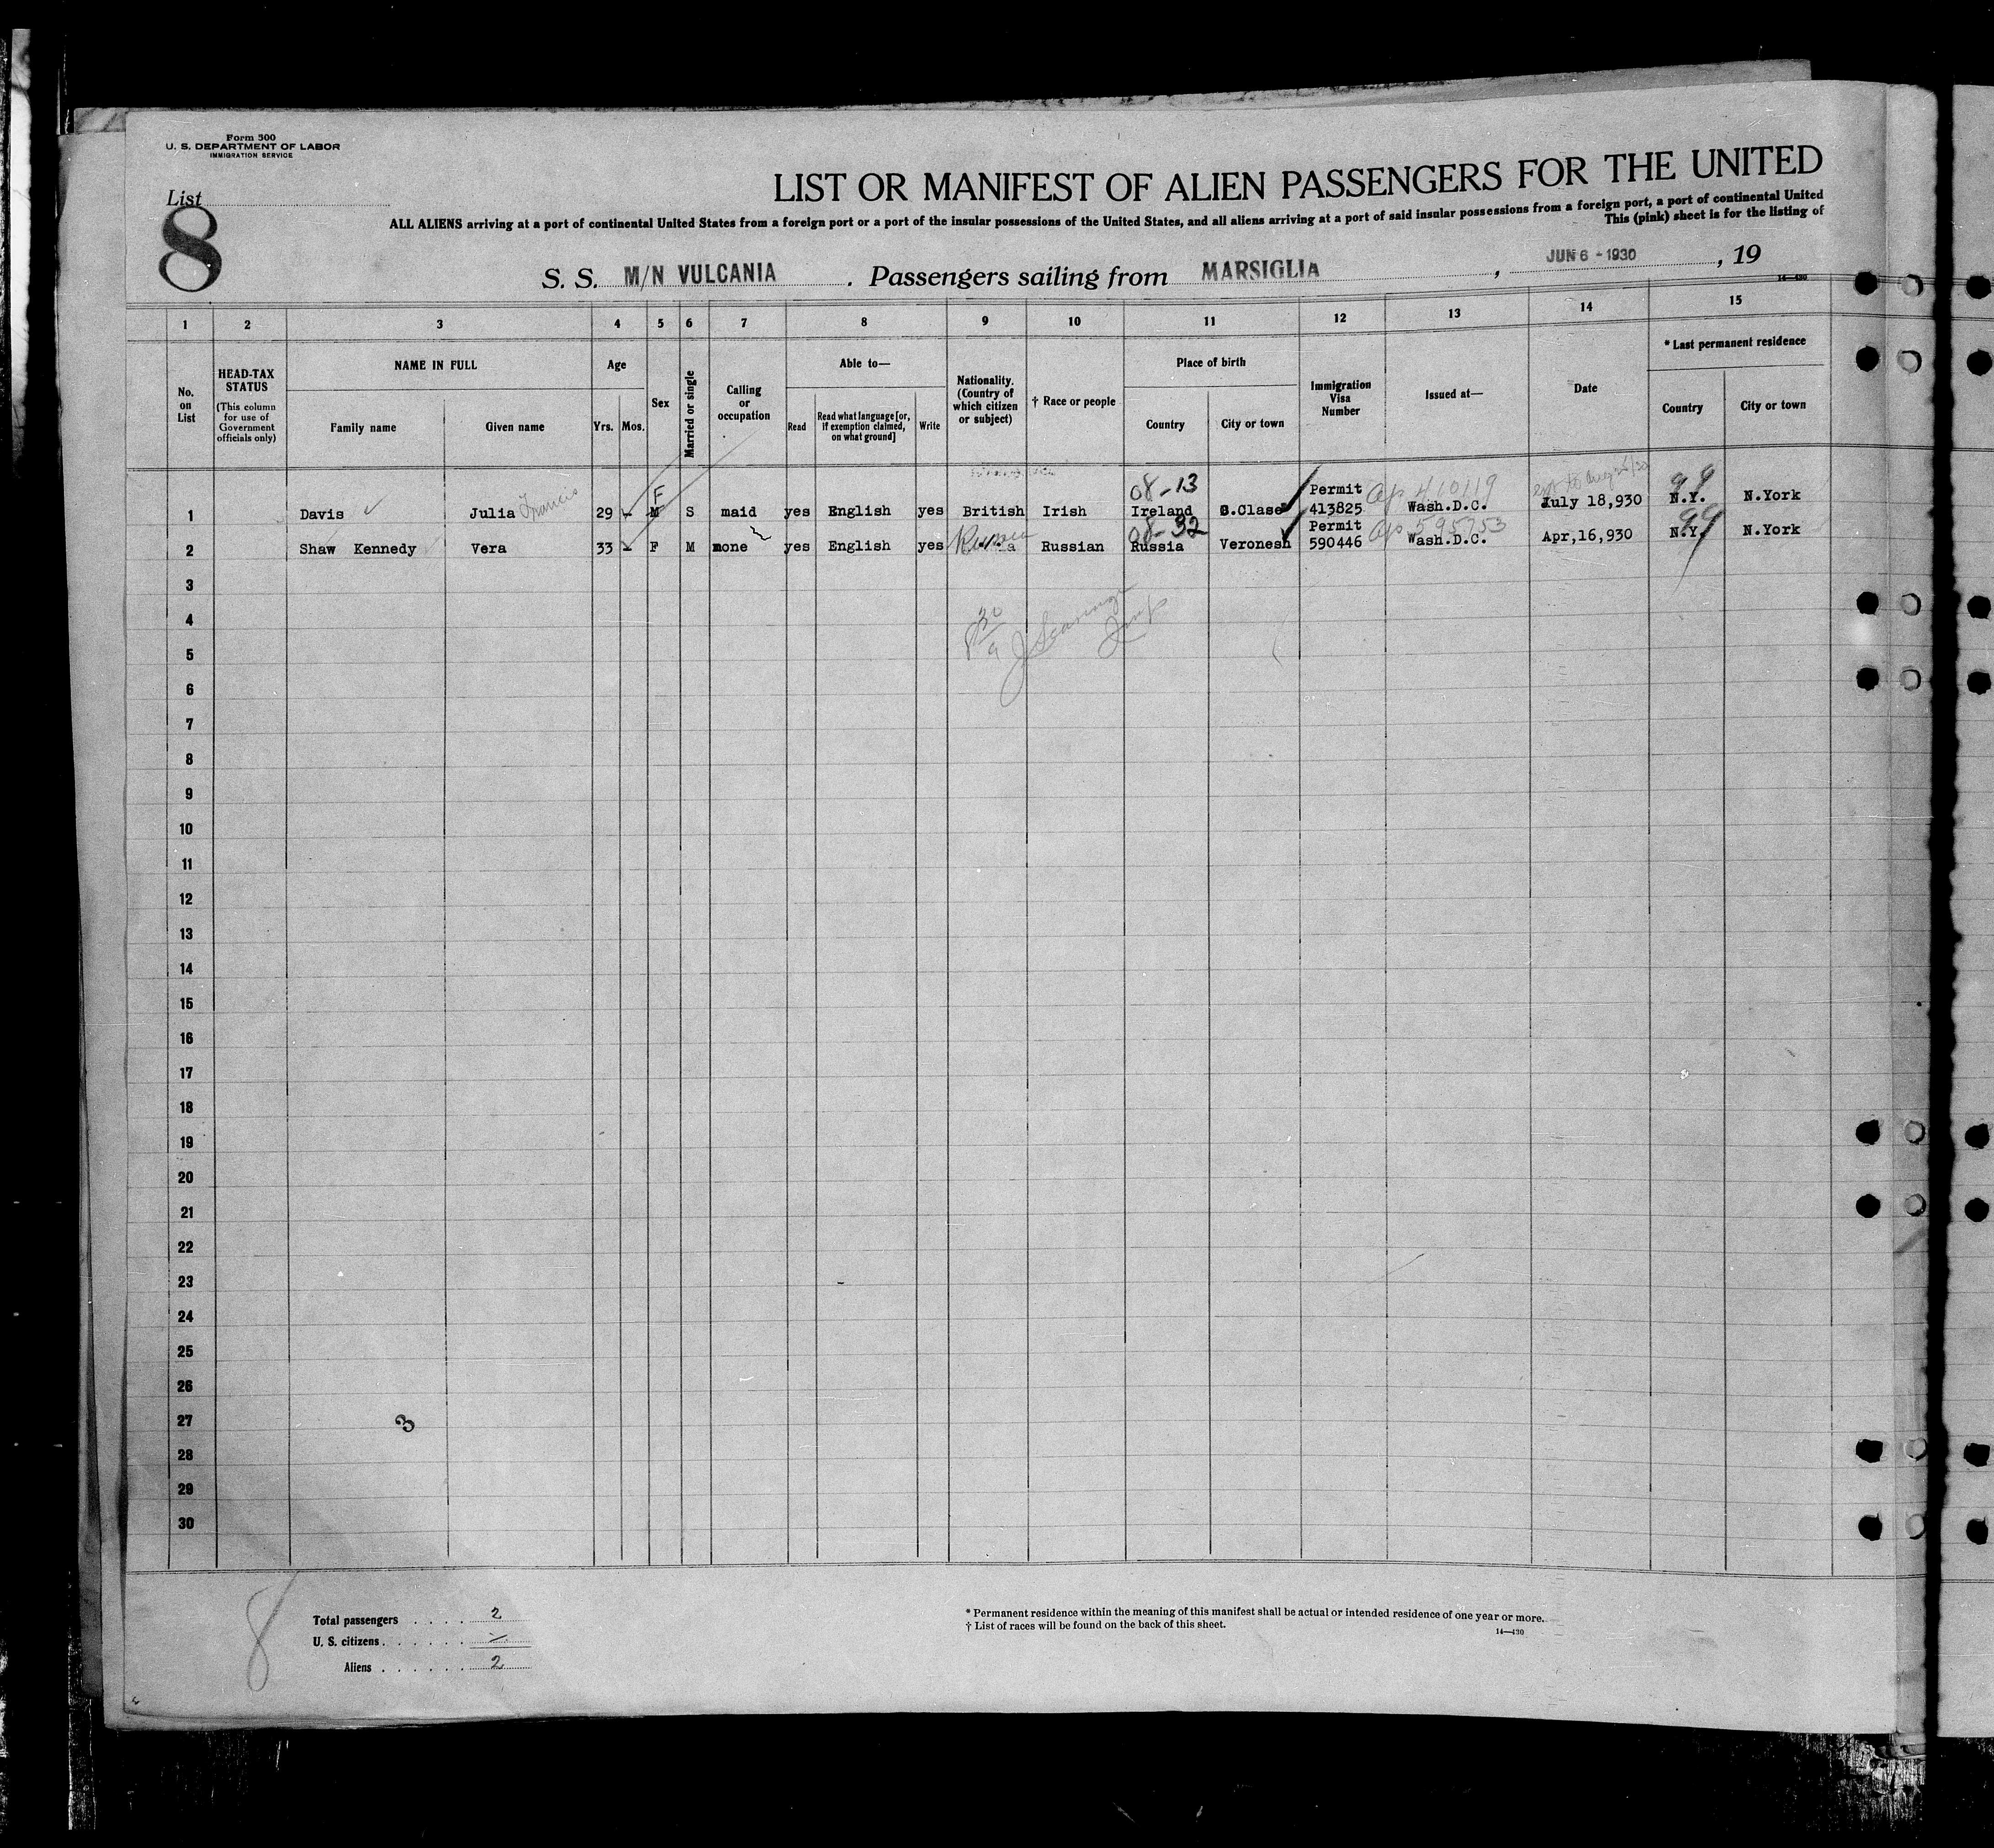 Form 500
U. S. DEPARTMENT OF LABOR
IMMIGRATION SERVICE
List
8
LIST OR MANIFEST OF ALIEN PASSENGERS FOR THE UNITED
ALL ALIENS arriving at a port of continental United States from a foreign port or a port of the insular possessions of the United States, and all aliens arriving at a port of said insular possessions from a foreign port, a port of continental United
This (pink) sheet is for the listing of
S. S. M/N VULCANIA . Passengers sailing from MARSIGLIA , JUN 6 - 1930 , 19
14—430
1 2 3 4 5 6 7 8 9 10 11 12 13 14 15
No. on List
HEAD-TAX STATUS
(This column for use of Government officials only)
NAME IN FULL
Family name Given name
Age
Yrs. Mos.
Sex
Married or single
Calling or occupation
Able to—
Read
Read what language [or, if exemption claimed, on what ground]
Write
Nationality. (Country of which citizen or subject)
† Race or people
Place of birth
Country City or town
Immigration Visa Number
Issued at—
Date
* Last permanent residence
Country City or town
08-13 Permit 410119 99
1 Davis Julia Francis 29 - M F S maid yes English yes British Irish Ireland 413825 Wash.D.C. July 18,930 N.Y. N.York
08-32 Permit 595753 99
2 Shaw Kennedy Vera 33 - F M none yes English yes Russia Russian Russia Veronesh 590446 Wash.D.C. Apr,16,930 N.Y. N.York
3
4
5
6
7
8
9
10
11
12
13
14
15
16
17
18
19
20
21
22
23
24
25
26
27
3
28
29
30
8
Total passengers . . . . 2
U. S. citizens . . . . . . —
Aliens . . . . . . 2
* Permanent residence within the meaning of this manifest shall be actual or intended residence of one year or more.
† List of races will be found on the back of this sheet.
14—430